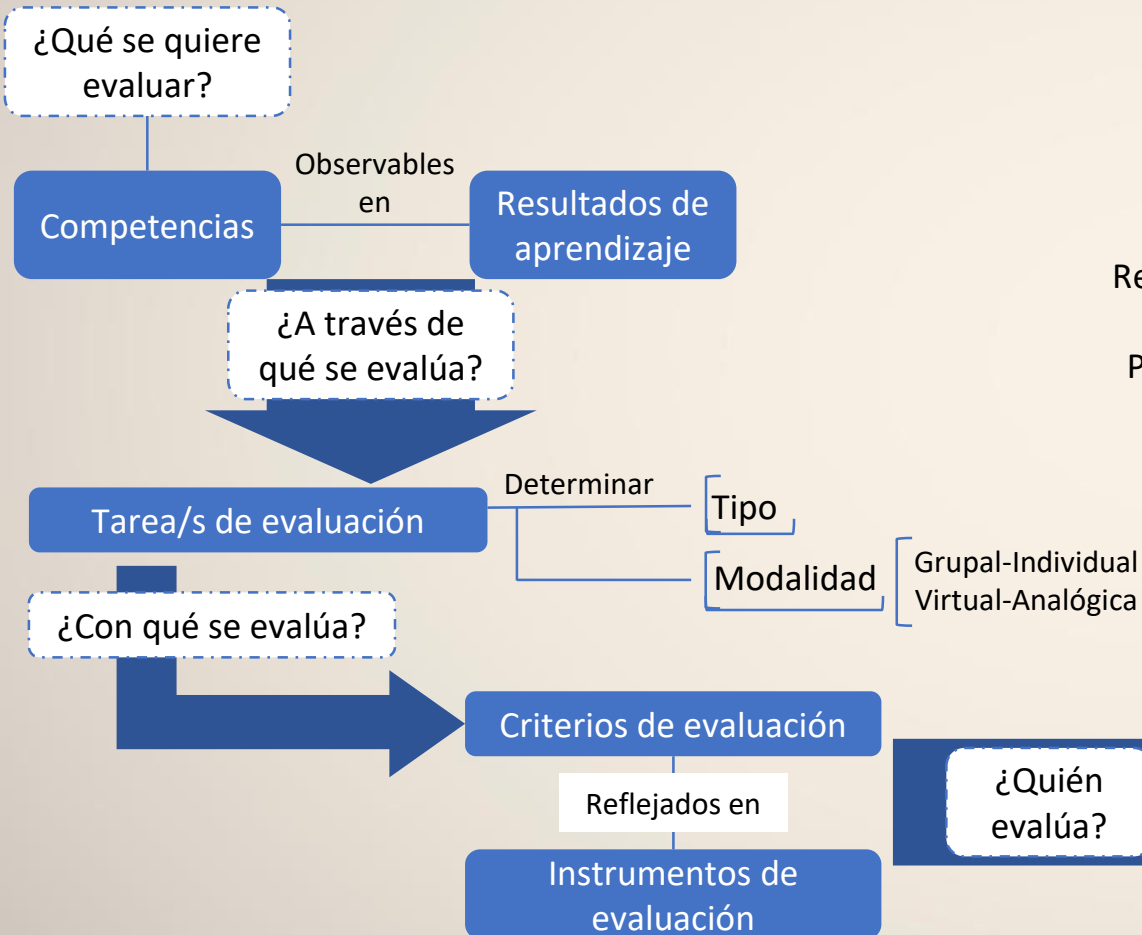 ¿Qué se quiere
evaluar?
Observables
en
Competencias
Resultados de
aprendizaje
¿A través de
qué se evalúa?
Tarea/s de evaluación
Determinar
Tipo
Modalidad
Grupal-Individual
Virtual-Analógica
¿Con qué se evalúa?
Criterios de evaluación
Reflejados en
Instrumentos de
evaluación
¿Quién
evalúa?